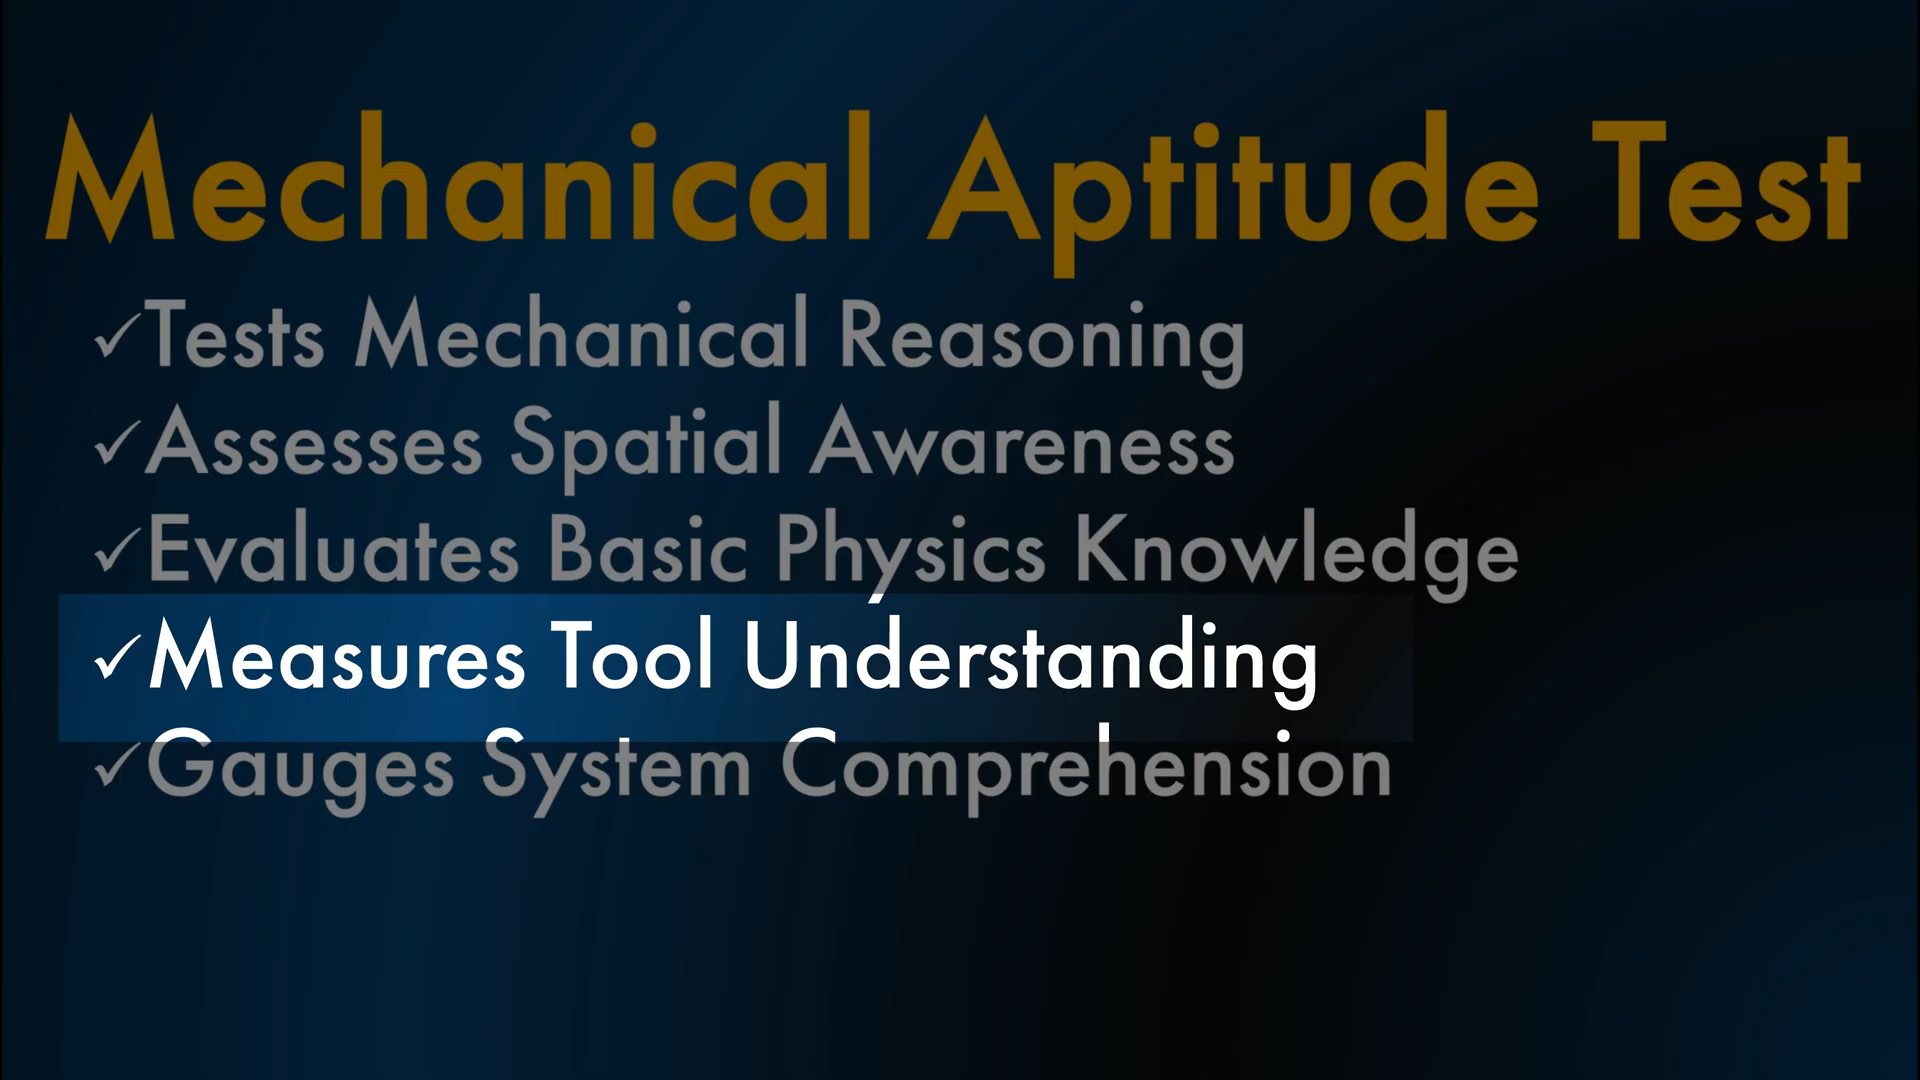 Mechanical Aptitude Test
✓Tests Mechanical Reasoning
✓Assesses Spatial Awareness
✓Evaluates Basic Physics Knowledge
✓Measures Tool Understanding
✓Gauges System Comprehension